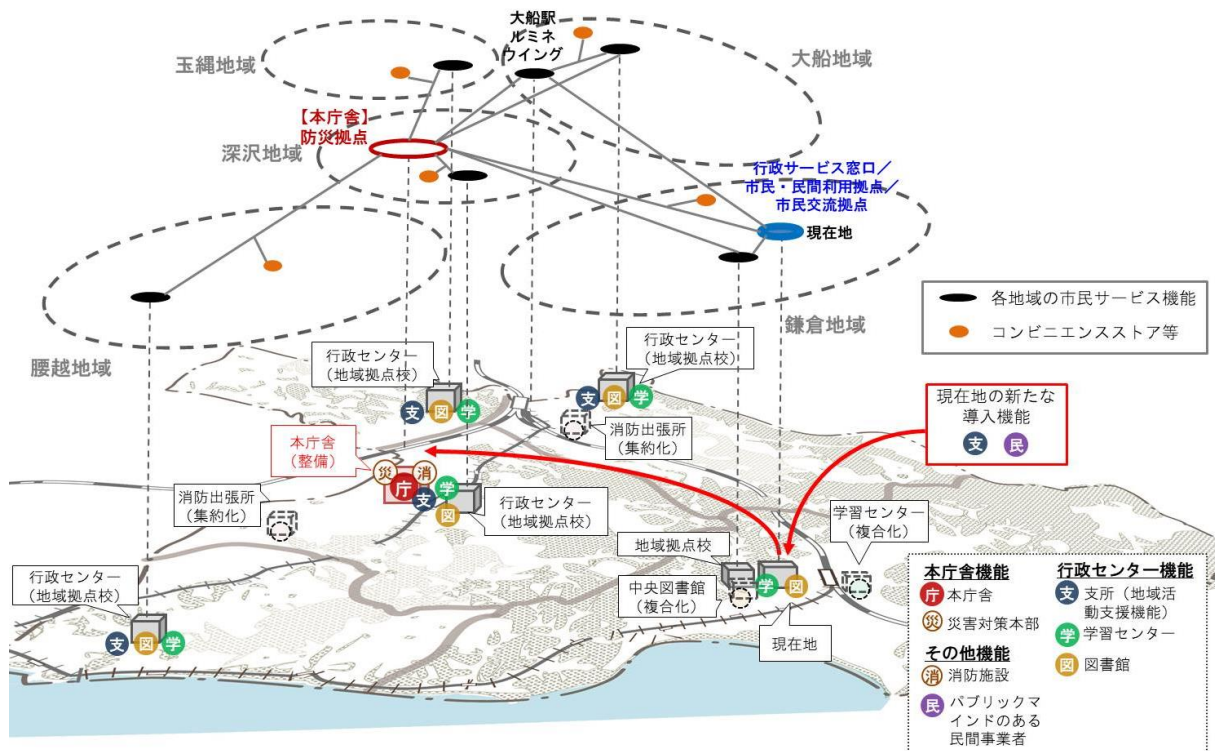 大船駅
ルミネ
ウイング
玉縄地域
大船地域
【本庁舎】
防災拠点
深沢地域
行政サービス窓口／
市民・民間利用拠点／
市民交流拠点
現在地
各地域の市民サービス機能
コンビニエンスストア等
鎌倉地域
腰越地域
行政センター
（地域拠点校）
支 図 学
行政センター
（地域拠点校）
支 図 学
消防出張所
（集約化）
現在地の新たな
導入機能
支 民
本庁舎
（整備）
災 消
庁
支
学
図
行政センター
（地域拠点校）
消防出張所
（集約化）
学習センター
（複合化）
地域拠点校
中央図書館
（複合化）
学 図
現在地
行政センター
（地域拠点校）
支 図 学
本庁舎機能
庁 本庁舎
災 災害対策本部
その他機能
消 消防施設
民 パブリックマ
インドのある
民間事業者
行政センター機能
支 支所（地域活
動支援機能）
学 学習センター
図 図書館